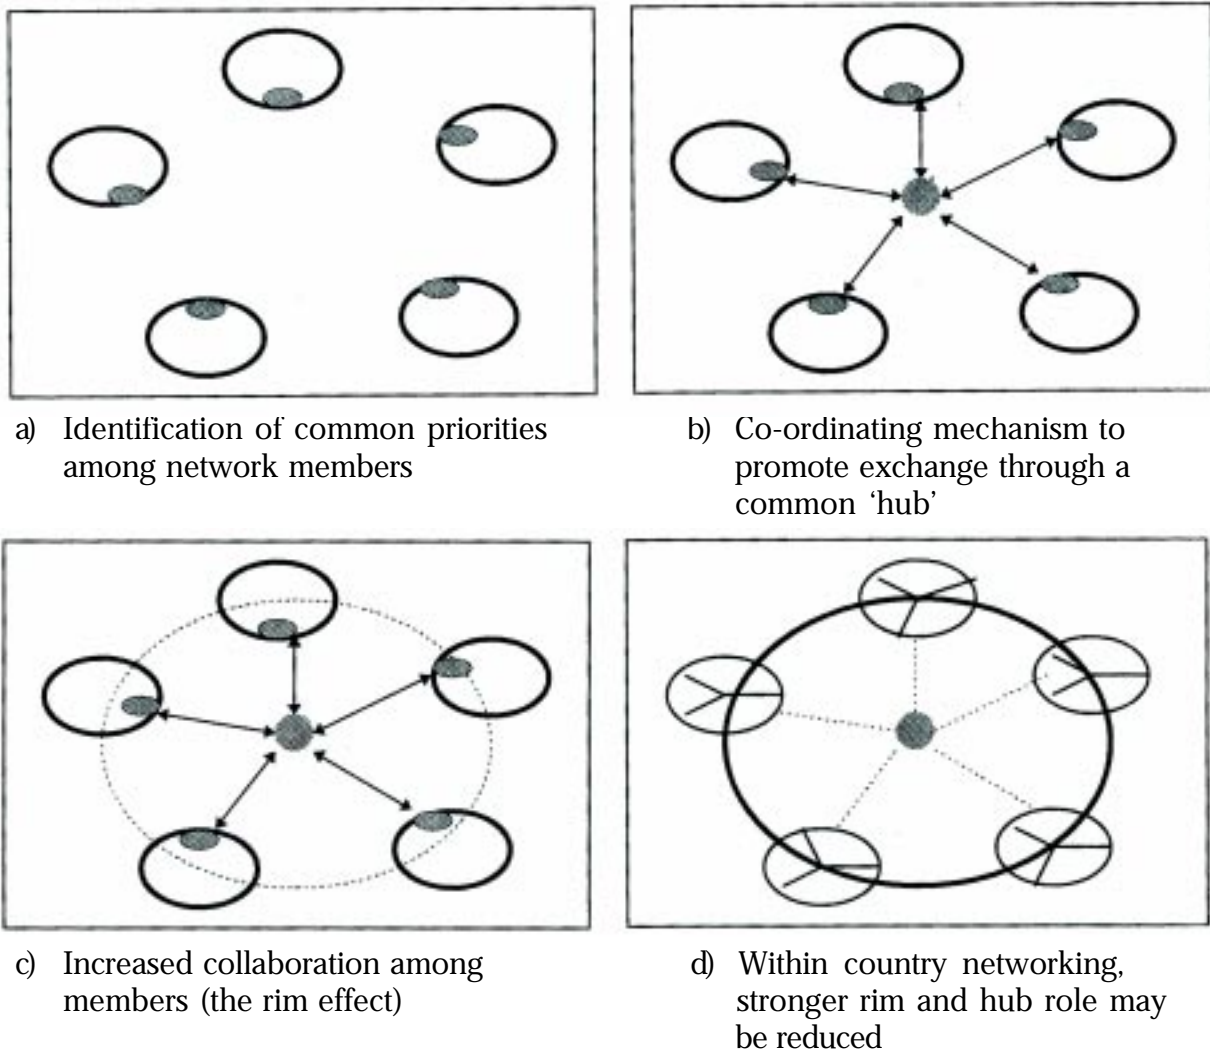 a) Identification of common priorities
among network members
b) Co-ordinating mechanism to
promote exchange through a
common ‘hub’
c) Increased collaboration among
members (the rim effect)
d) Within country networking,
stronger rim and hub role may
be reduced